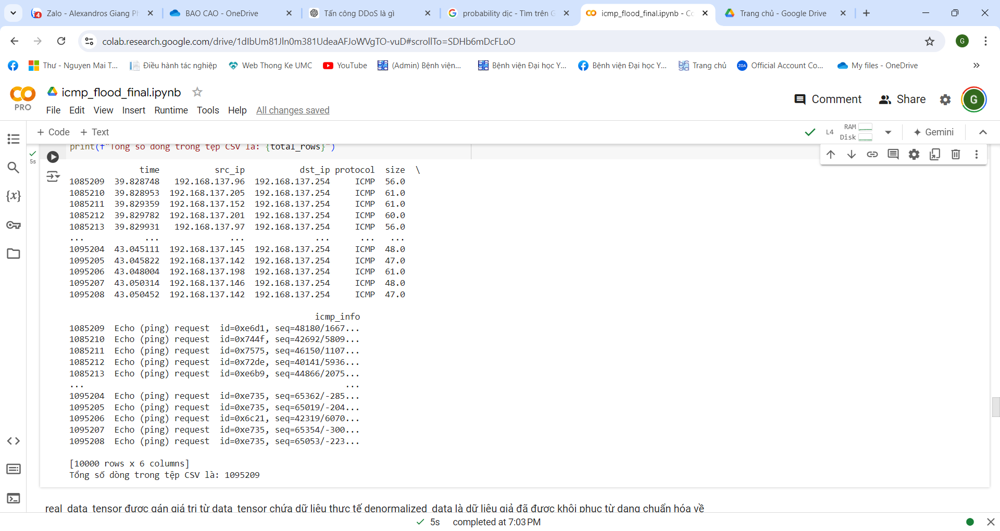 Zalo - Alexandros Giang Ph
BAO CAO - OneDrive
Tấn công DDoS là gì
probability dịc - Tìm trên G
icmp_flood_final.ipynb - Co
Trang chủ - Google Drive
colab.research.google.com/drive/1dIbUm81Jln0m381UdeaAFJoWVgTO-vuD#scrollTo=SDHb6mDcFLoO
G
Thư - Nguyen Mai T...
Điều hành tác nghiệp
Web Thong Ke UMC
YouTube
(Admin) Bệnh viện...
Bệnh viện Đại học Y...
Bệnh viện Đại học Y...
Trang chủ
Official Account Co...
My files - OneDrive
PRO
icmp_flood_final.ipynb
File Edit View Insert Runtime Tools Help All changes saved
Comment
Share
G
+ Code + Text
L4
RAM
Disk
Gemini
print(f"Tổng số dòng trong tệp CSV là: {total_rows}")
5s
time src_ip dst_ip protocol size \
1085209 39.828748 192.168.137.96 192.168.137.254 ICMP 56.0
1085210 39.828953 192.168.137.205 192.168.137.254 ICMP 61.0
1085211 39.829359 192.168.137.152 192.168.137.254 ICMP 61.0
1085212 39.829782 192.168.137.201 192.168.137.254 ICMP 60.0
1085213 39.829931 192.168.137.97 192.168.137.254 ICMP 56.0
... ... ... ... ... ...
1095204 43.045111 192.168.137.145 192.168.137.254 ICMP 48.0
1095205 43.045822 192.168.137.142 192.168.137.254 ICMP 47.0
1095206 43.048004 192.168.137.198 192.168.137.254 ICMP 61.0
1095207 43.050314 192.168.137.146 192.168.137.254 ICMP 48.0
1095208 43.050452 192.168.137.142 192.168.137.254 ICMP 47.0
icmp_info
1085209 Echo (ping) request id=0xe6d1, seq=48180/1667...
1085210 Echo (ping) request id=0x744f, seq=42692/5809...
1085211 Echo (ping) request id=0x7575, seq=46150/1107...
1085212 Echo (ping) request id=0x72de, seq=40141/5936...
1085213 Echo (ping) request id=0xe6b9, seq=44866/2075...
... ...
1095204 Echo (ping) request id=0xe735, seq=65362/-285...
1095205 Echo (ping) request id=0xe735, seq=65019/-204...
1095206 Echo (ping) request id=0x6c21, seq=42319/6070...
1095207 Echo (ping) request id=0xe735, seq=65354/-300...
1095208 Echo (ping) request id=0xe735, seq=65053/-223...
[10000 rows x 6 columns]
Tổng số dòng trong tệp CSV là: 1095209
real_data_tensor được gán giá trị từ data_tensor chứa dữ liệu thực tế denormalized_data là dữ liệu giả đã được khôi phục từ dạng chuẩn hóa về
5s completed at 7:03 PM